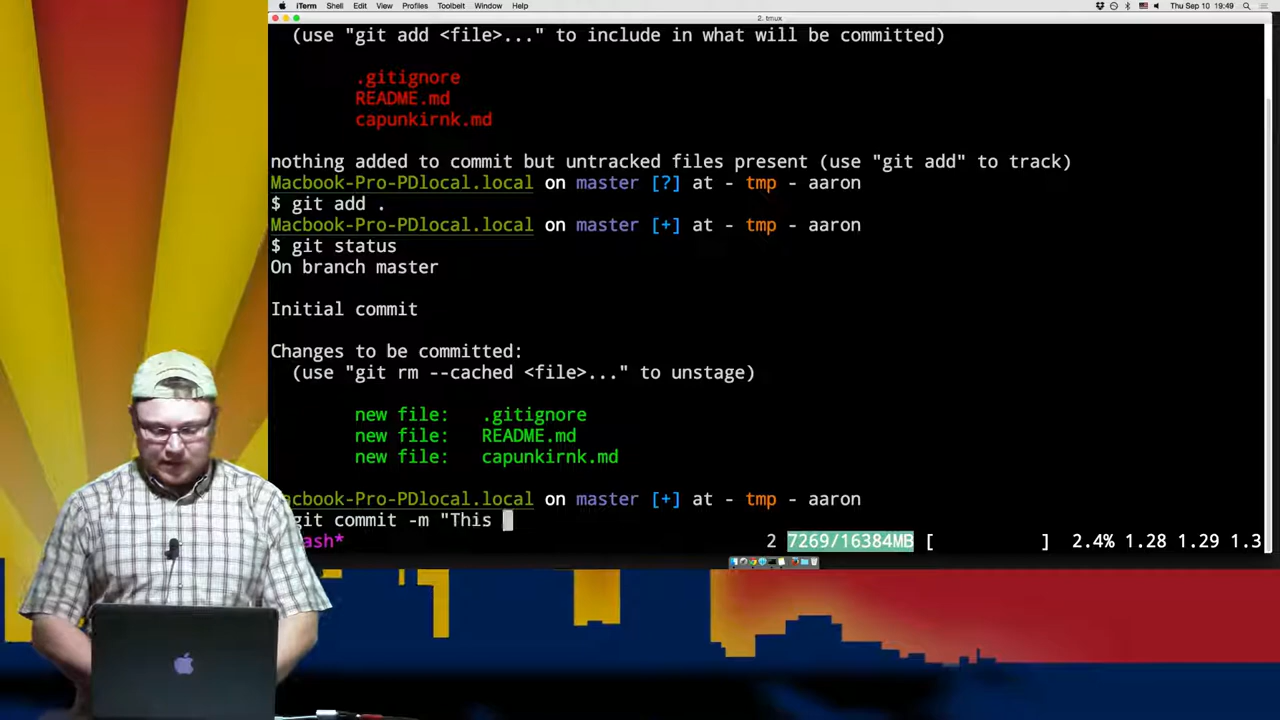 iTerm Shell Edit View Profiles Toolbelt Window Help Thu Sep 10 19:49
2. tmux
(use "git add <file>..." to include in what will be committed)
.gitignore
README.md
capunkirnk.md
nothing added to commit but untracked files present (use "git add" to track)
Macbook-Pro-PDlocal.local on master [?] at - tmp - aaron
$ git add .
Macbook-Pro-PDlocal.local on master [+] at - tmp - aaron
$ git status
On branch master
Initial commit
Changes to be committed:
(use "git rm --cached <file>..." to unstage)
new file: .gitignore
new file: README.md
new file: capunkirnk.md
acbook-Pro-PDlocal.local on master [+] at - tmp - aaron
git commit -m "This
ash* 2 7269/16384MB [ ] 2.4% 1.28 1.29 1.3